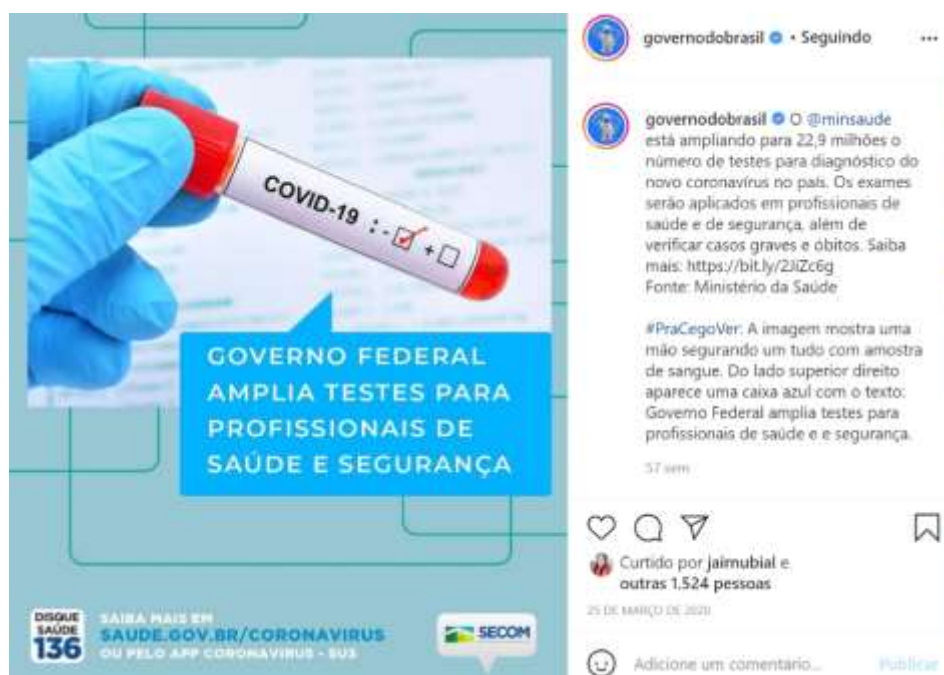 COVID-19 : - +
GOVERNO FEDERAL
AMPLIA TESTES PARA
PROFISSIONAIS DE
SAÚDE E SEGURANÇA
DISQUE
SAÚDE
136
SAIBA MAIS EM
SAUDE.GOV.BR/CORONAVIRUS
OU PELO APP CORONAVIRUS - SUS
SECOM
governodobrasil • Seguindo
governodobrasil O @minsaude
está ampliando para 22,9 milhões o
número de testes para diagnóstico do
novo coronavírus no país. Os exames
serão aplicados em profissionais de
saúde e de segurança, além de
verificar casos graves e óbitos. Saiba
mais: https://bit.ly/2JiZc6g
Fonte: Ministério da Saúde
#PraCegoVer: A imagem mostra uma
mão segurando um tudo com amostra
de sangue. Do lado superior direito
aparece uma caixa azul com o texto:
Governo Federal amplia testes para
profissionais de saúde e e segurança.
57 sem
Curtido por jaimubial e
outras 1.524 pessoas
25 DE MARÇO DE 2020
Adicione um comentário... Publicar